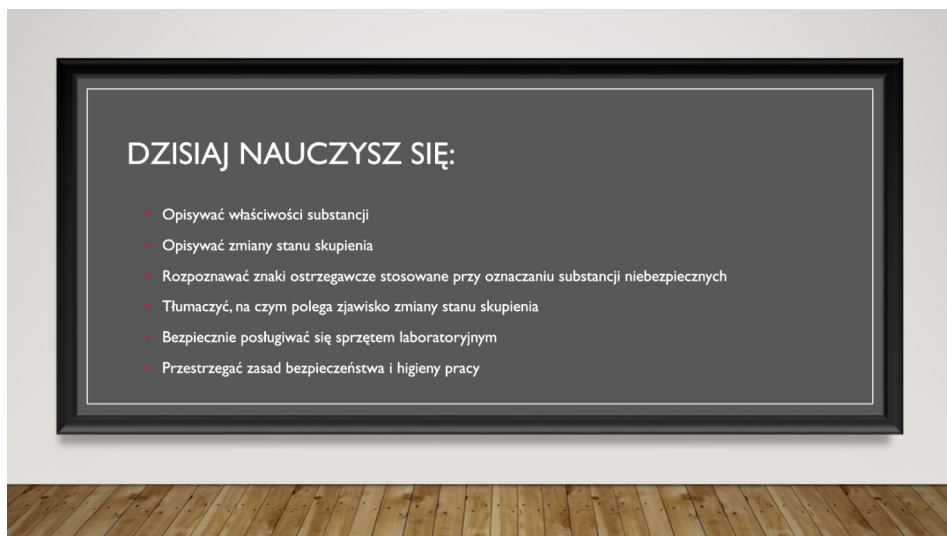 DZISIAJ NAUCZYSZ SIĘ:
• Opisywać właściwości substancji
• Opisywać zmiany stanu skupienia
• Rozpoznawać znaki ostrzegawcze stosowane przy oznaczaniu substancji niebezpiecznych
• Tłumaczyć, na czym polega zjawisko zmiany stanu skupienia
• Bezpiecznie posługiwać się sprzętem laboratoryjnym
• Przestrzegać zasad bezpieczeństwa i higieny pracy